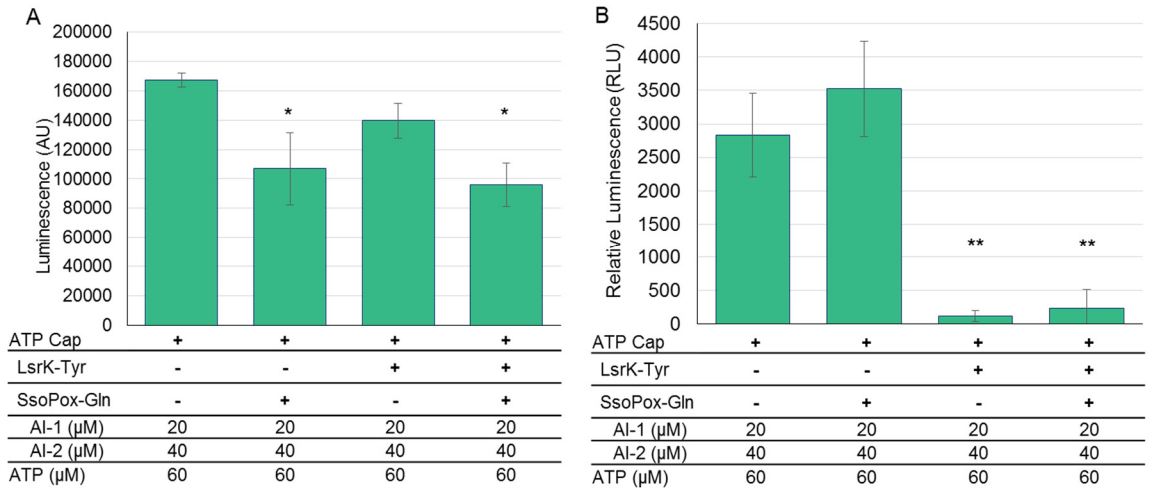 A
Luminescence (AU)
200000
180000
160000
140000
120000
100000
80000
60000
40000
20000
0
* *
ATP Cap + + + +
LsrK-Tyr - - + +
SsoPox-Gln - + - +
AI-1 (µM) 20 20 20 20
AI-2 (µM) 40 40 40 40
ATP (µM) 60 60 60 60
B
Relative Luminescence (RLU)
4500
4000
3500
3000
2500
2000
1500
1000
500
0
** **
ATP Cap + + + +
LsrK-Tyr - - + +
SsoPox-Gln - + - +
AI-1 (µM) 20 20 20 20
AI-2 (µM) 40 40 40 40
ATP (µM) 60 60 60 60